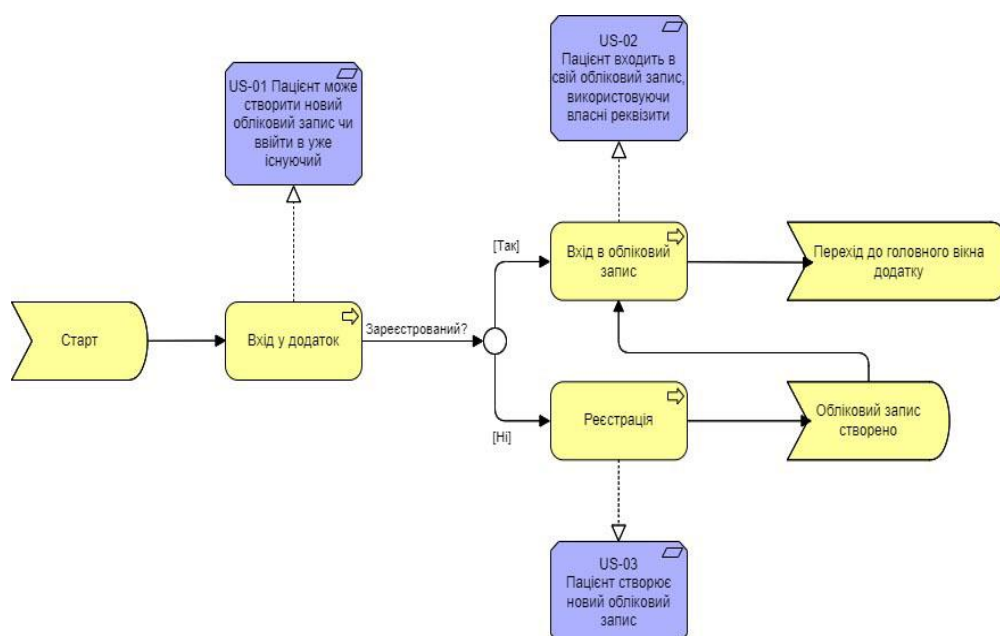 US-02
Пацієнт входить в
свій обліковий запис,
використовуючи
власні реквізити
US-01 Пацієнт може
створити новий
обліковий запис чи
ввійти в уже
існуючий
[Так]
Вхід в обліковий
запис
Перехід до головного вікна
додатку
Старт
Вхід у додаток
Зареєстрований?
[Ні]
Реєстрація
Обліковий запис
створено
US-03
Пацієнт створює
новий обліковий
запис